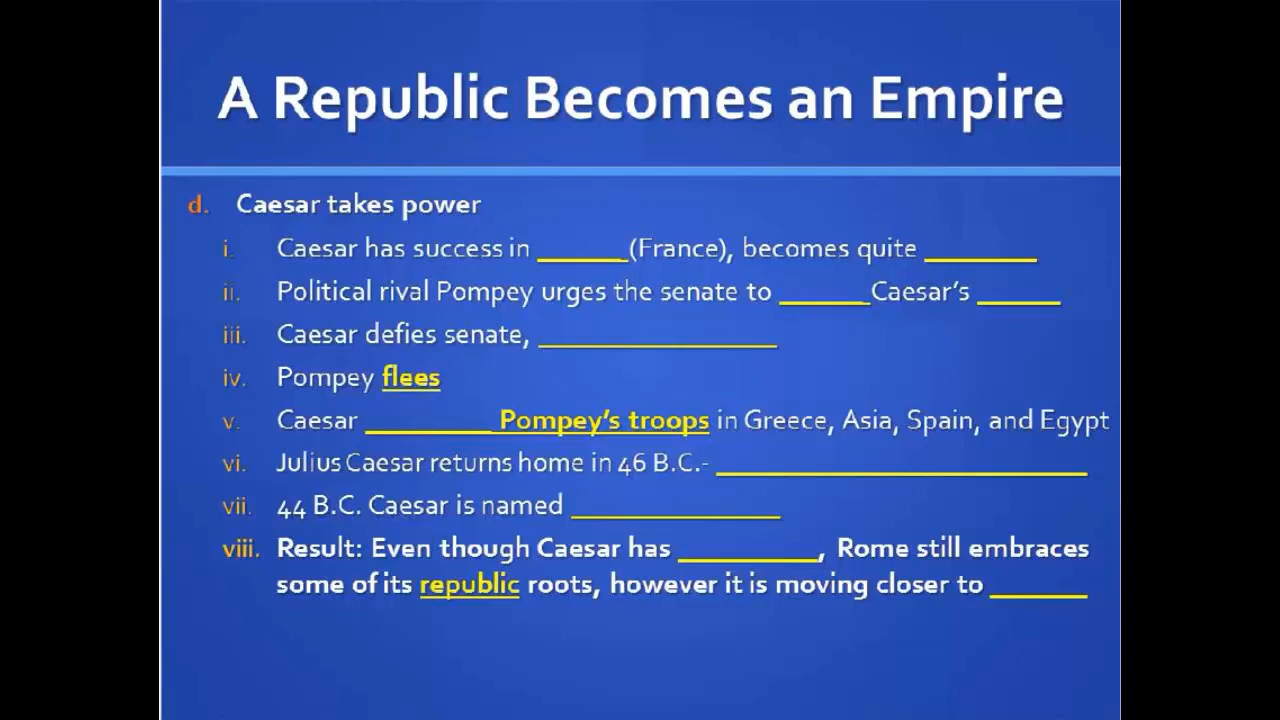 A Republic Becomes an Empire
d. Caesar takes power
i. Caesar has success in ______ (France), becomes quite ________
ii. Political rival Pompey urges the senate to ______ Caesar's ______
iii. Caesar defies senate, _________________
iv. Pompey flees
v. Caesar _________ Pompey's troops in Greece, Asia, Spain, and Egypt
vi. Julius Caesar returns home in 46 B.C.- __________________________
vii. 44 B.C. Caesar is named _______________
viii. Result: Even though Caesar has __________, Rome still embraces
some of its republic roots, however it is moving closer to _______